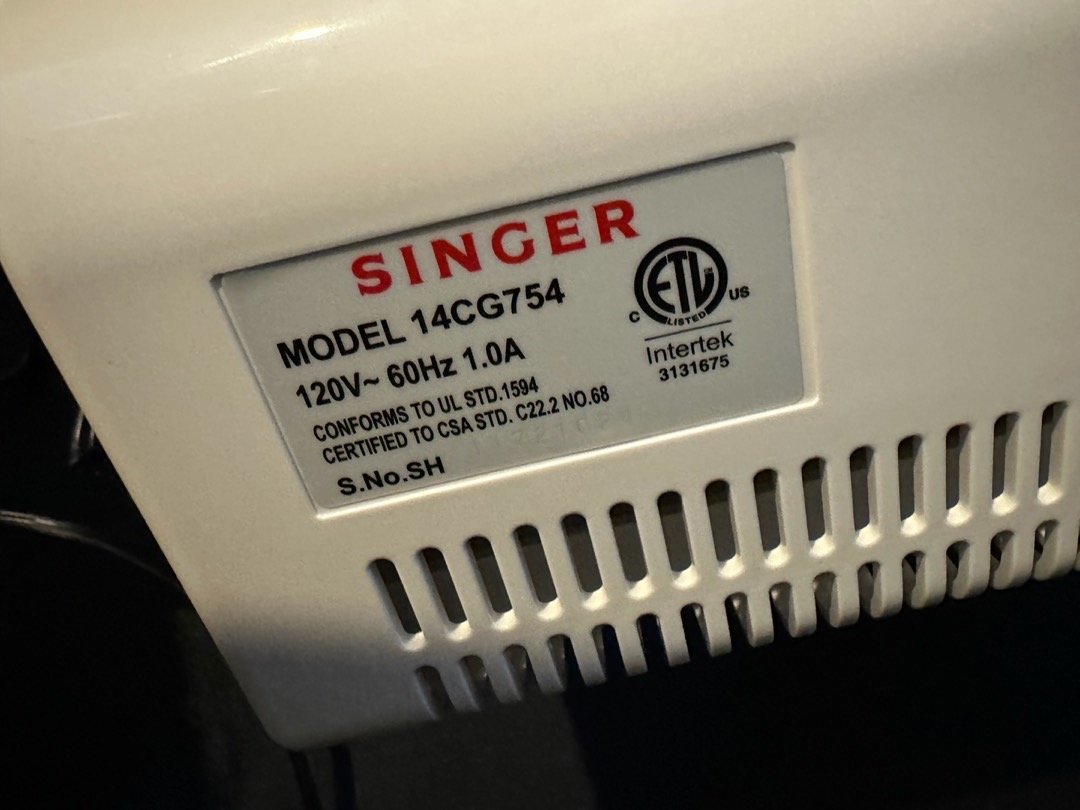 SINGER
MODEL 14CG754
120V~ 60Hz 1.0A
CONFORMS TO UL STD.1594
CERTIFIED TO CSA STD. C22.2 NO.68
S.No.SH
ETL
LISTED
C US
Intertek
3131675